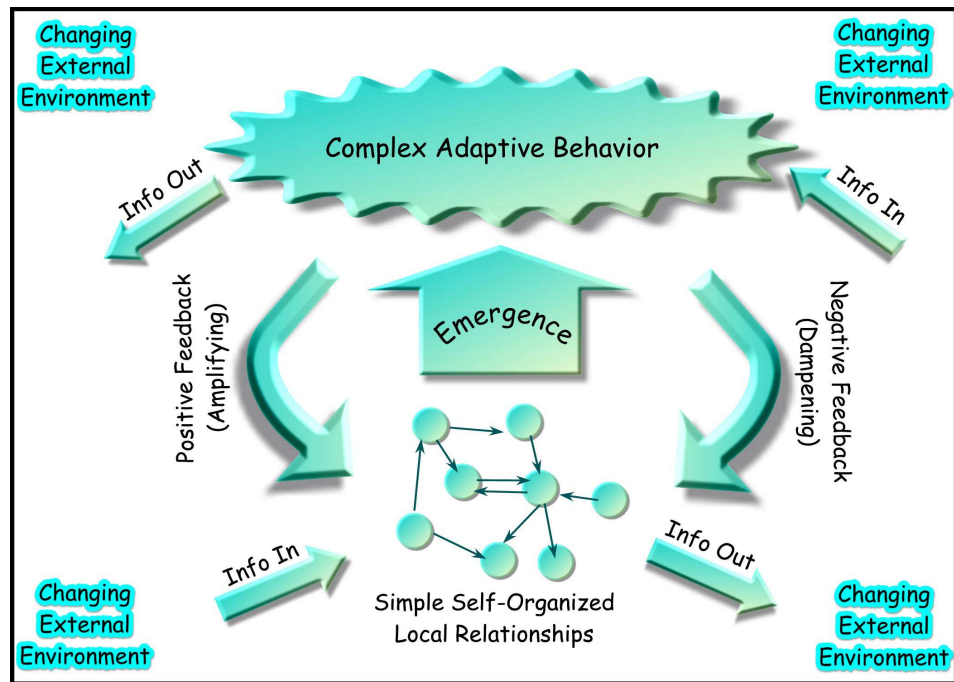 Changing
External
Environment
Changing
External
Environment
Complex Adaptive Behavior
Info Out
Info In
Positive Feedback
(Amplifying)
Emergence
Negative Feedback
(Dampening)
Info In
Info Out
Simple Self-Organized
Local Relationships
Changing
External
Environment
Changing
External
Environment